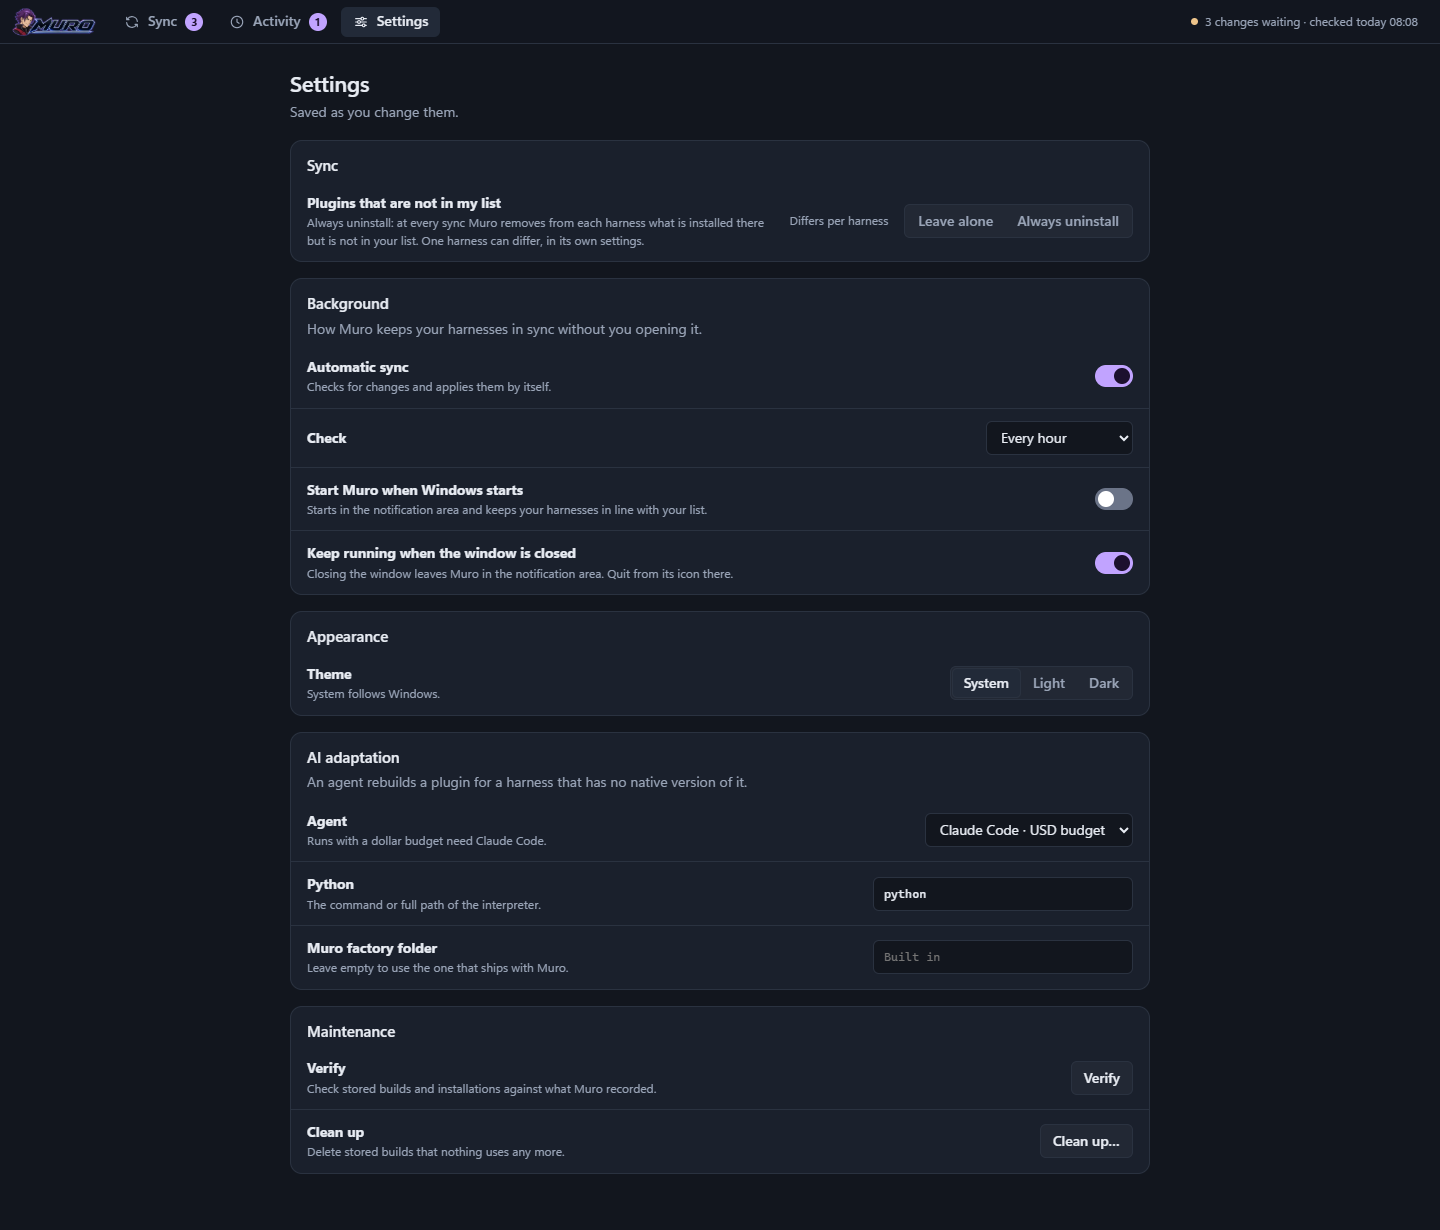 MURO
Sync 3
Activity 1
Settings
3 changes waiting · checked today 08:08
Settings
Saved as you change them.
Sync
Plugins that are not in my list
Always uninstall: at every sync Muro removes from each harness what is installed there
but is not in your list. One harness can differ, in its own settings.
Differs per harness
Leave alone
Always uninstall
Background
How Muro keeps your harnesses in sync without you opening it.
Automatic sync
Checks for changes and applies them by itself.
Check
Every hour
Start Muro when Windows starts
Starts in the notification area and keeps your harnesses in line with your list.
Keep running when the window is closed
Closing the window leaves Muro in the notification area. Quit from its icon there.
Appearance
Theme
System follows Windows.
System
Light
Dark
AI adaptation
An agent rebuilds a plugin for a harness that has no native version of it.
Agent
Runs with a dollar budget need Claude Code.
Claude Code · USD budget
Python
The command or full path of the interpreter.
python
Muro factory folder
Leave empty to use the one that ships with Muro.
Built in
Maintenance
Verify
Check stored builds and installations against what Muro recorded.
Verify
Clean up
Delete stored builds that nothing uses any more.
Clean up...